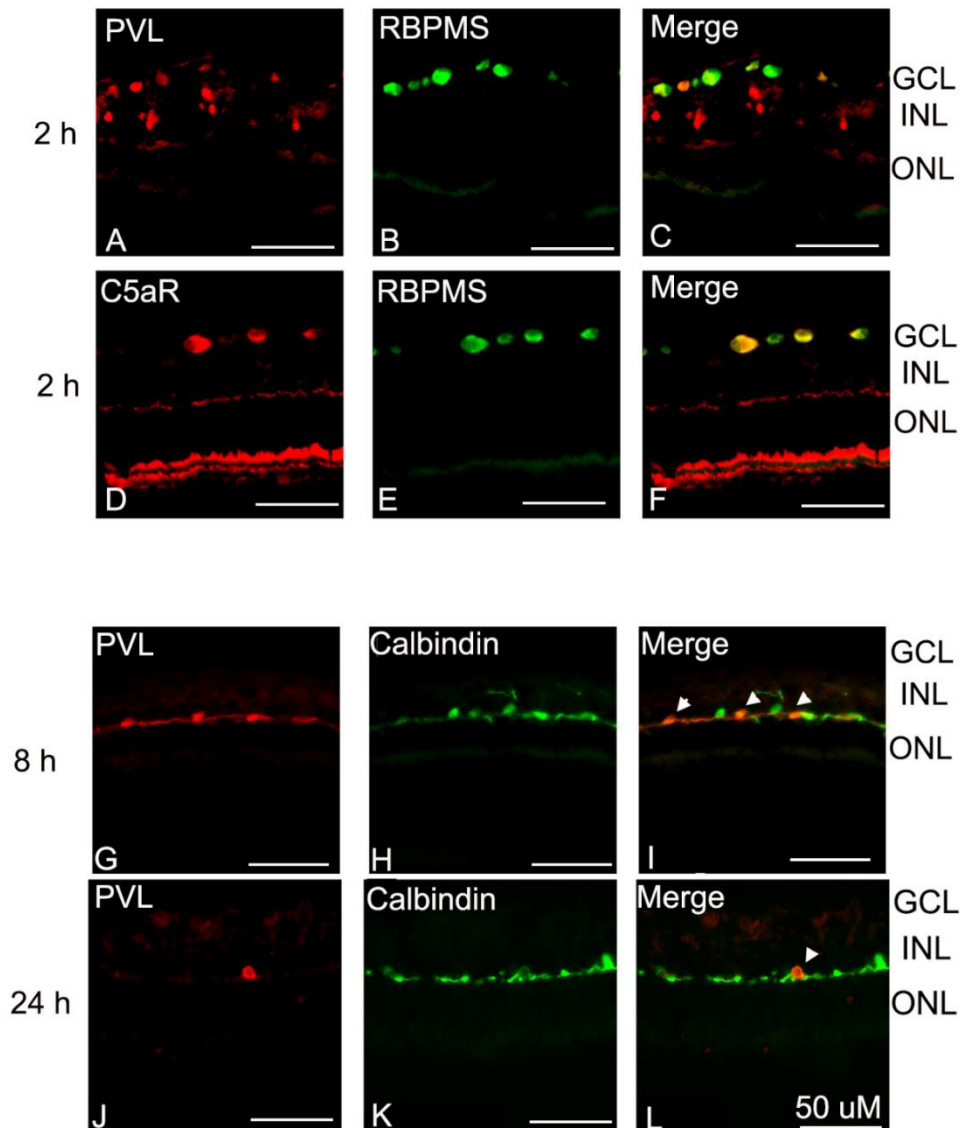 PVL RBPMS Merge
GCL
INL
2 h
ONL
A B C
C5aR RBPMS Merge
GCL
INL
2 h
ONL
D E F
PVL Calbindin Merge
GCL
INL
8 h
ONL
G H I
PVL Calbindin Merge
GCL
INL
24 h
ONL
J K L 50 uM